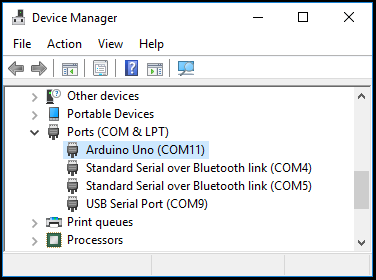 Device Manager
File Action View Help
Other devices
Portable Devices
Ports (COM & LPT)
Arduino Uno (COM11)
Standard Serial over Bluetooth link (COM4)
Standard Serial over Bluetooth link (COM5)
USB Serial Port (COM9)
Print queues
Processors